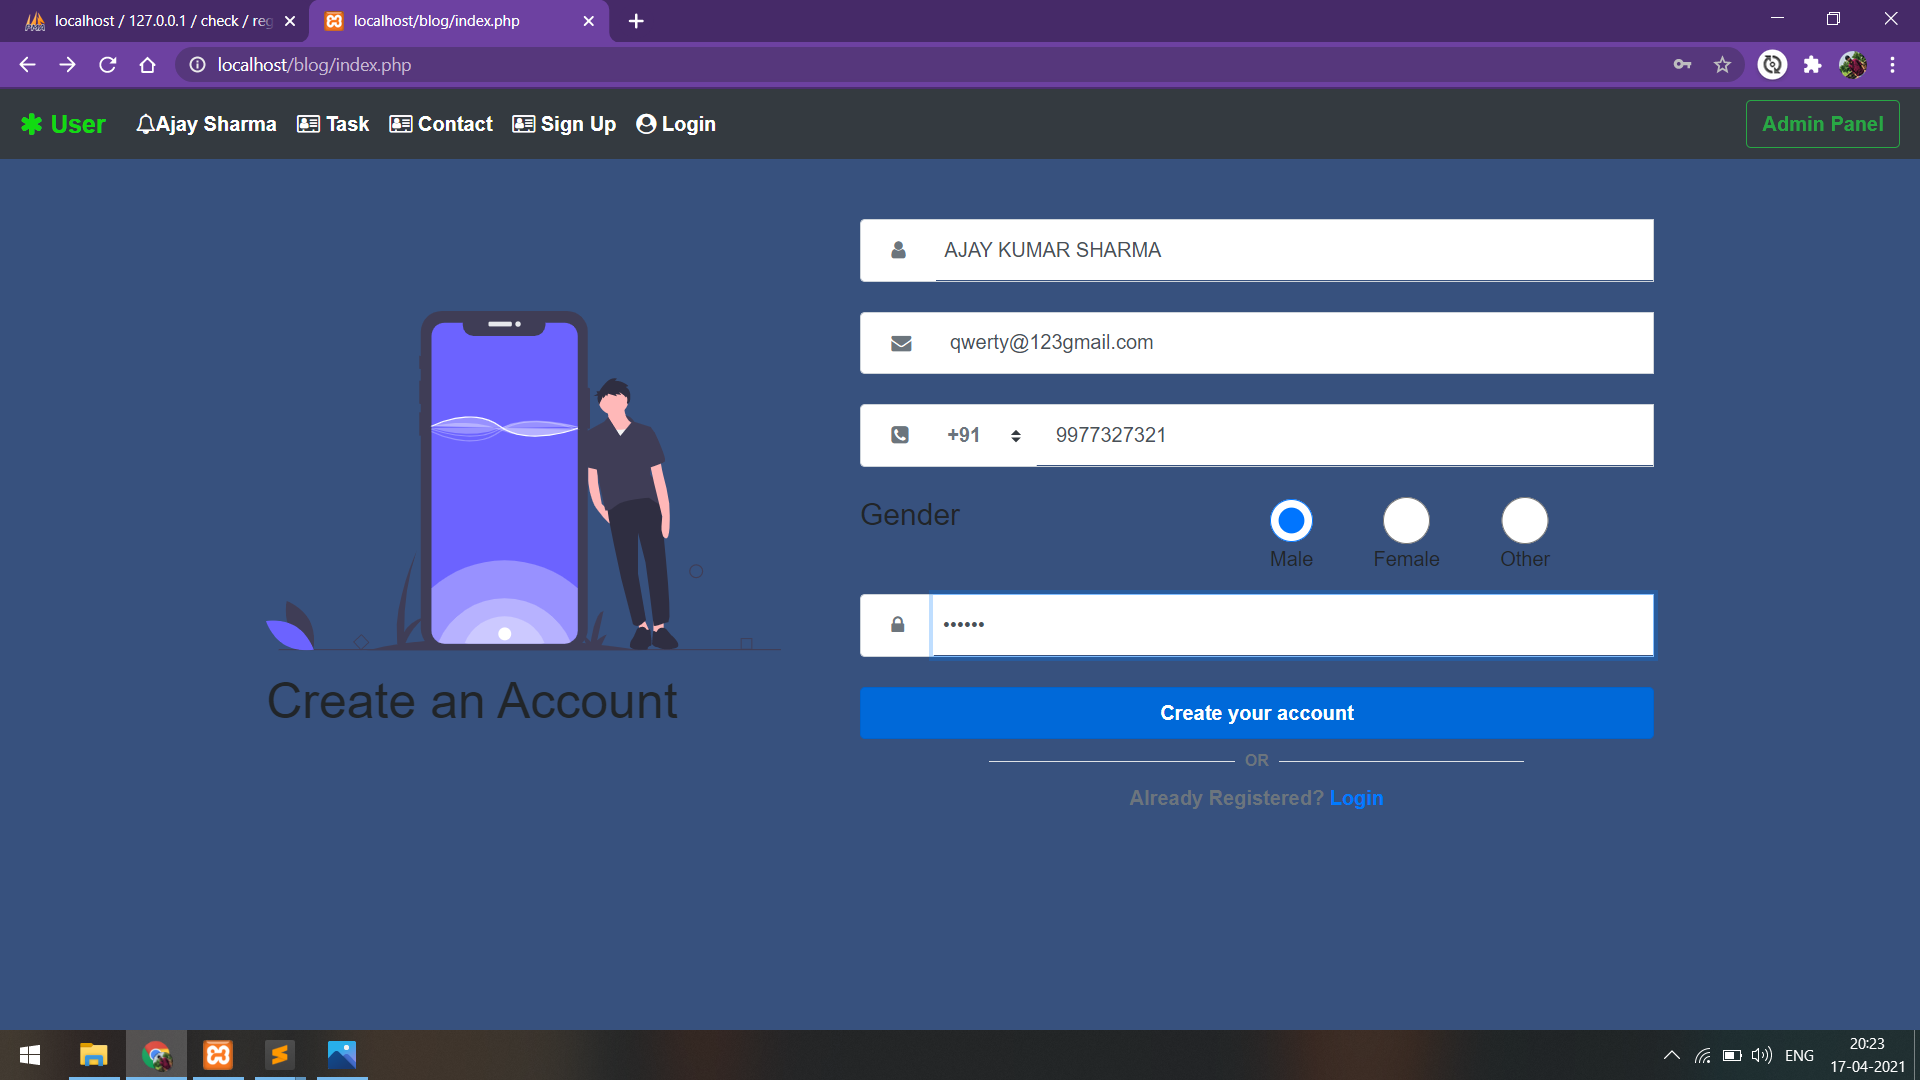 localhost / 127.0.0.1 / check / reg
localhost/blog/index.php
localhost/blog/index.php
User
Ajay Sharma
Task
Contact
Sign Up
Login
Admin Panel
AJAY KUMAR SHARMA
qwerty@123gmail.com
+91
9977327321
Gender
Male
Female
Other
••••••
Create an Account
Create your account
OR
Already Registered? Login
ENG
20:23
17-04-2021